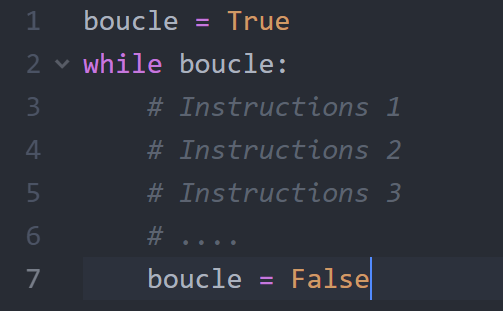 1 boucle = True
2 while boucle:
3 # Instructions 1
4 # Instructions 2
5 # Instructions 3
6 # ....
7 boucle = False